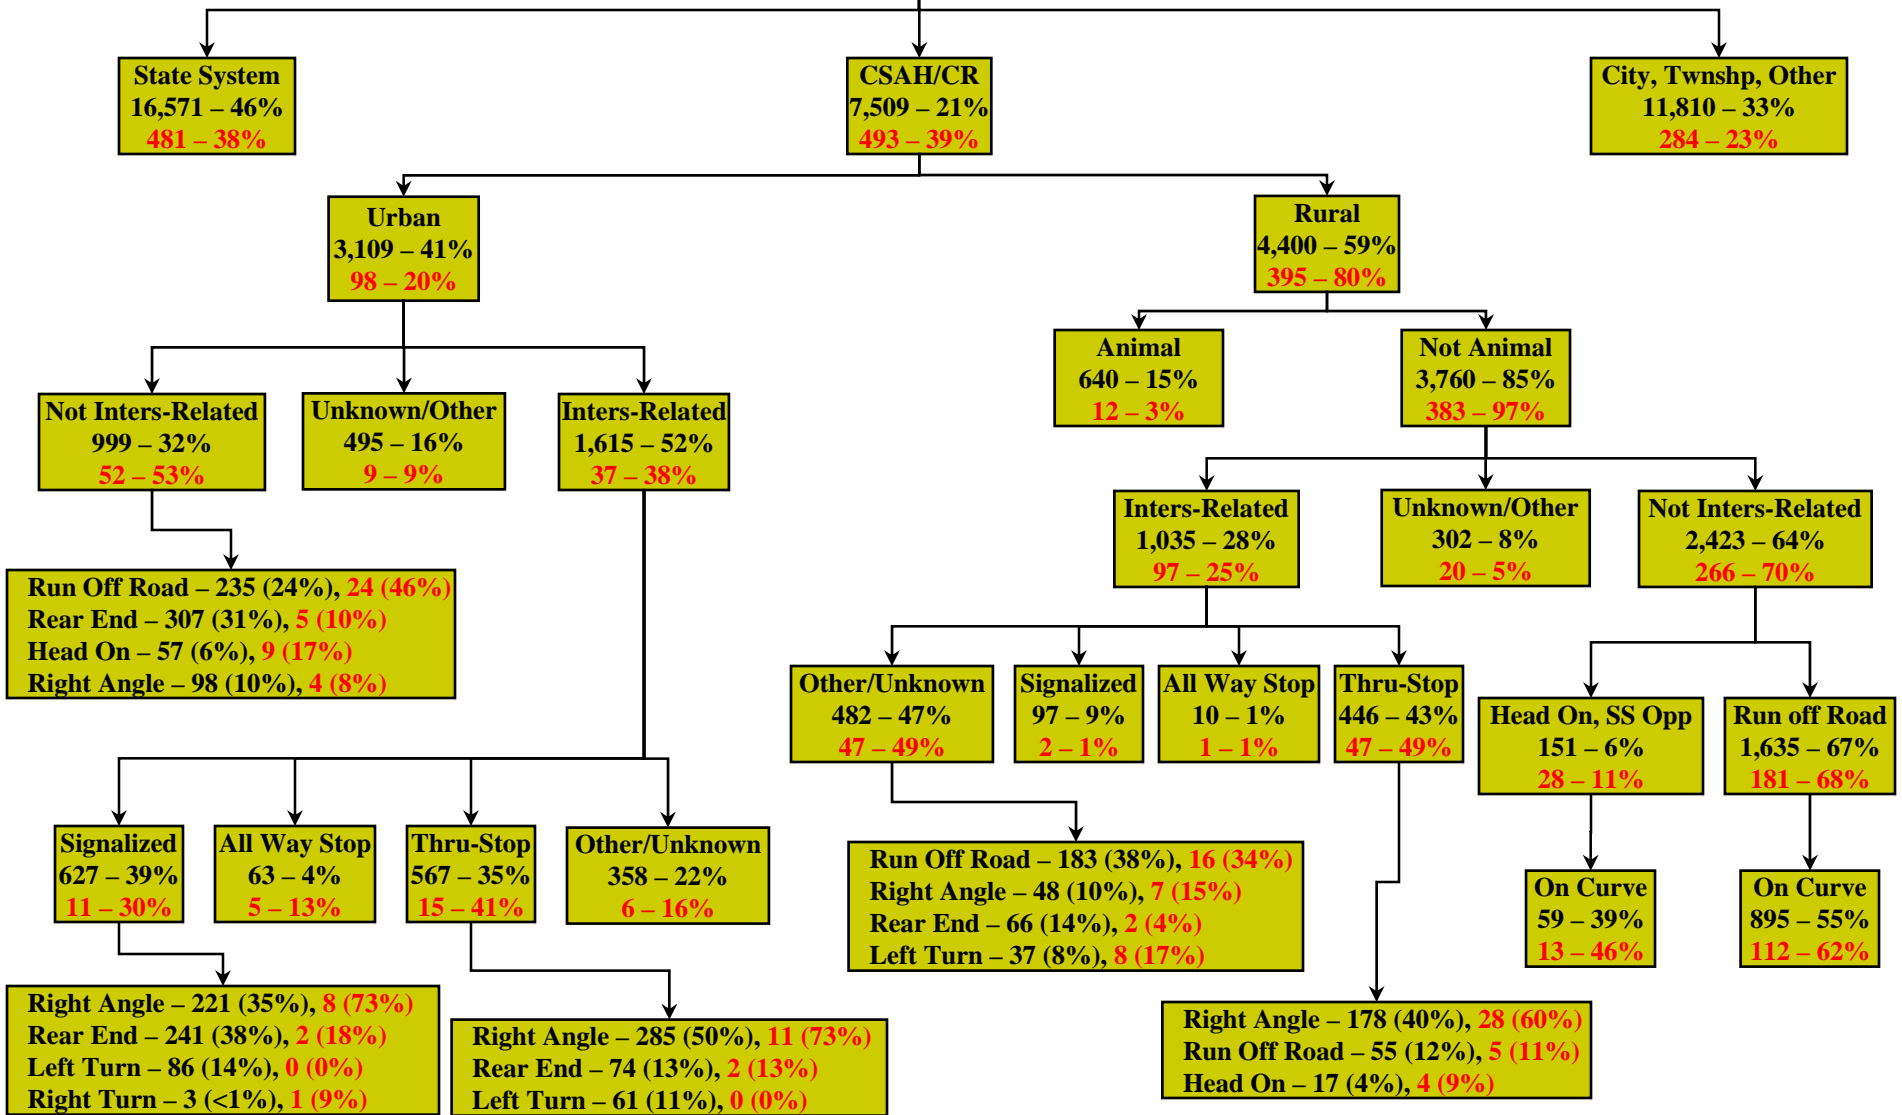 State System
16,571 – 46%
481 – 38%
CSAH/CR
7,509 – 21%
493 – 39%
City, Twnshp, Other
11,810 – 33%
284 – 23%
Urban
3,109 – 41%
98 – 20%
Rural
4,400 – 59%
395 – 80%
Animal
640 – 15%
12 – 3%
Not Animal
3,760 – 85%
383 – 97%
Not Inters-Related
999 – 32%
52 – 53%
Unknown/Other
495 – 16%
9 – 9%
Inters-Related
1,615 – 52%
37 – 38%
Inters-Related
1,035 – 28%
97 – 25%
Unknown/Other
302 – 8%
20 – 5%
Not Inters-Related
2,423 – 64%
266 – 70%
Run Off Road – 235 (24%), 24 (46%)
Rear End – 307 (31%), 5 (10%)
Head On – 57 (6%), 9 (17%)
Right Angle – 98 (10%), 4 (8%)
Other/Unknown
482 – 47%
47 – 49%
Signalized
97 – 9%
2 – 1%
All Way Stop
10 – 1%
1 – 1%
Thru-Stop
446 – 43%
47 – 49%
Head On, SS Opp
151 – 6%
28 – 11%
Run off Road
1,635 – 67%
181 – 68%
Signalized
627 – 39%
11 – 30%
All Way Stop
63 – 4%
5 – 13%
Thru-Stop
567 – 35%
15 – 41%
Other/Unknown
358 – 22%
6 – 16%
Run Off Road – 183 (38%), 16 (34%)
Right Angle – 48 (10%), 7 (15%)
Rear End – 66 (14%), 2 (4%)
Left Turn – 37 (8%), 8 (17%)
On Curve
59 – 39%
13 – 46%
On Curve
895 – 55%
112 – 62%
Right Angle – 221 (35%), 8 (73%)
Rear End – 241 (38%), 2 (18%)
Left Turn – 86 (14%), 0 (0%)
Right Turn – 3 (<1%), 1 (9%)
Right Angle – 285 (50%), 11 (73%)
Rear End – 74 (13%), 2 (13%)
Left Turn – 61 (11%), 0 (0%)
Right Angle – 178 (40%), 28 (60%)
Run Off Road – 55 (12%), 5 (11%)
Head On – 17 (4%), 4 (9%)